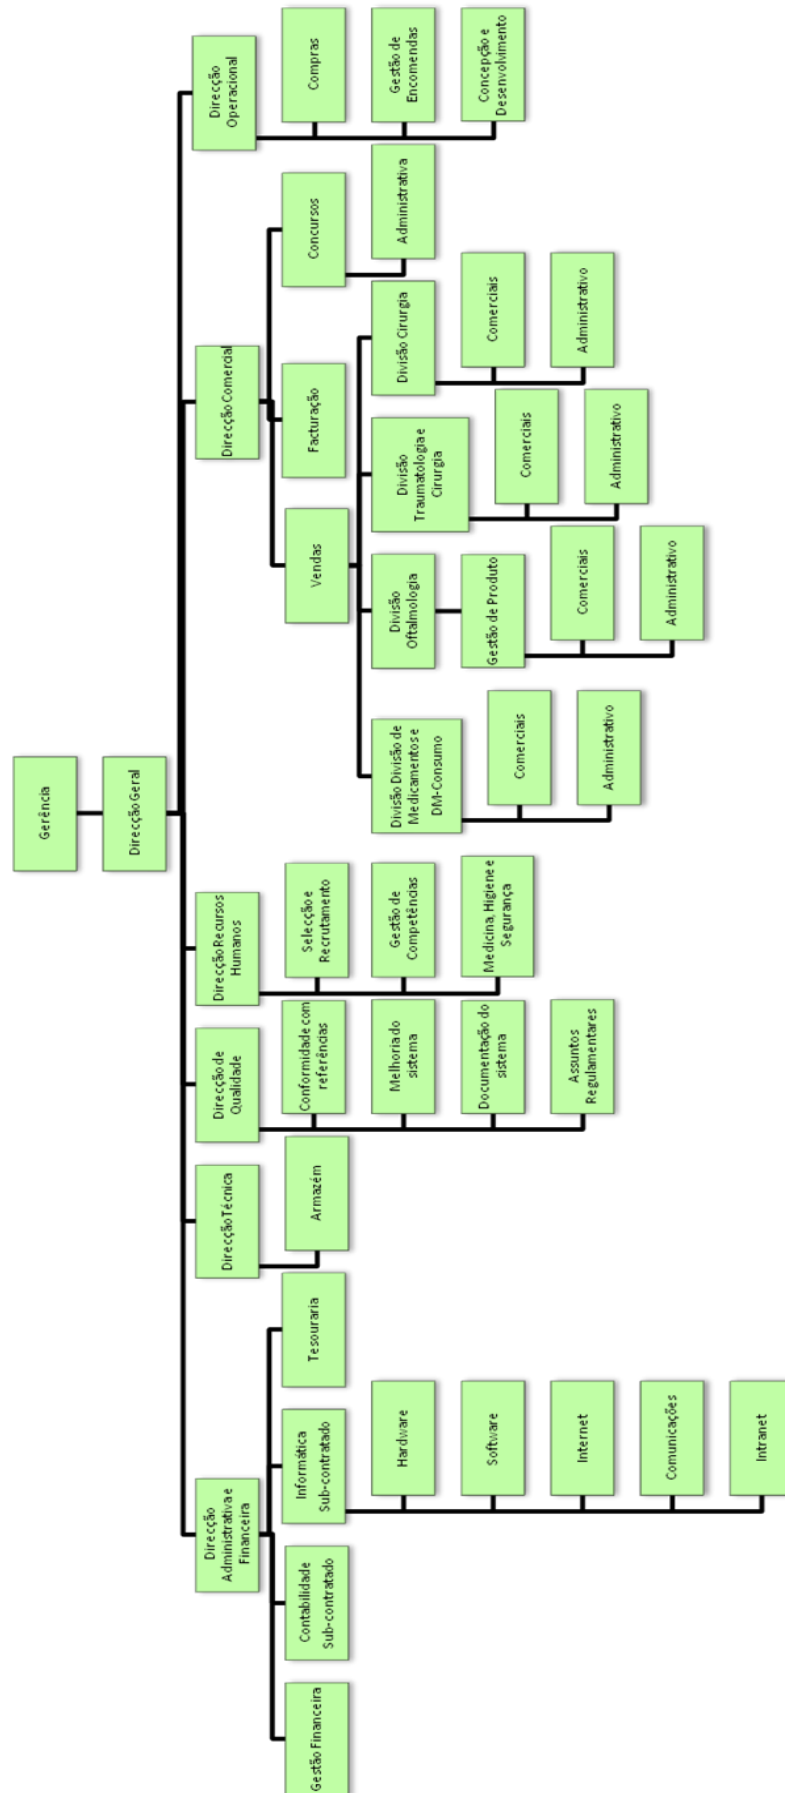 Gerência
Direcção Geral
Direcção
Administrativa e
Financeira
Gestão Financeira
Contabilidade
Sub-contratado
Informática
Sub-contratado
Hardware
Software
Internet
Comunicações
Intranet
Tesouraria
Direcção Técnica
Armazém
Direcção de
Qualidade
Conformidade com
referências
Melhoria do
sistema
Documentação do
sistema
Assuntos
Regulamentares
Direcção Recursos
Humanos
Selecção e
Recrutamento
Gestão de
Competências
Medicina, Higiene e
Segurança
Direcção Comercial
Vendas
Divisão Divisão de
Medicamentos e
DM-Consumo
Comerciais
Administrativo
Divisão
Oftalmologia
Gestão de Produto
Comerciais
Administrativo
Divisão
Traumatologia e
Cirurgia
Comerciais
Administrativo
Divisão Cirurgia
Comerciais
Administrativo
Facturação
Concursos
Administrativa
Direcção
Operacional
Compras
Gestão de
Encomendas
Concepção e
Desenvolvimento